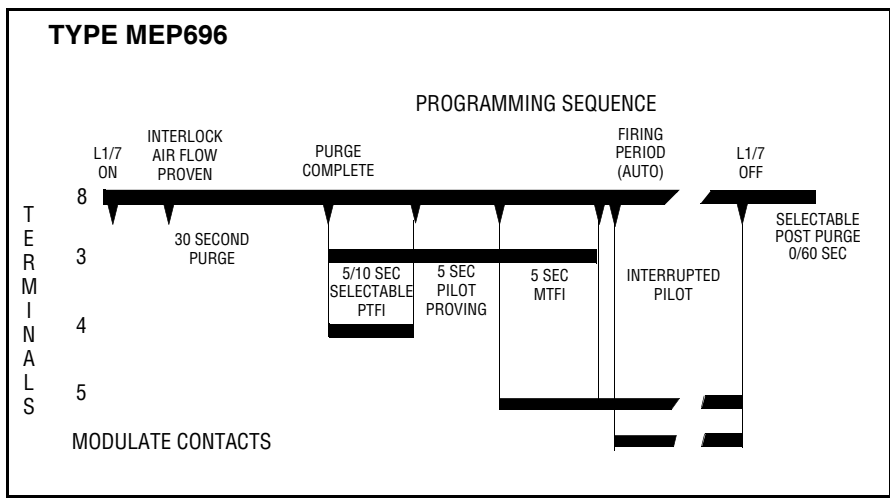 TYPE MEP696
PROGRAMMING SEQUENCE
L1/7
ON
INTERLOCK
AIR FLOW
PROVEN
PURGE
COMPLETE
FIRING
PERIOD
(AUTO)
L1/7
OFF
TERMINALS
8
30 SECOND
PURGE
SELECTABLE
POST PURGE
0/60 SEC
3
5/10 SEC
SELECTABLE
PTFI
5 SEC
PILOT
PROVING
5 SEC
MTFI
INTERRUPTED
PILOT
4
5
MODULATE CONTACTS